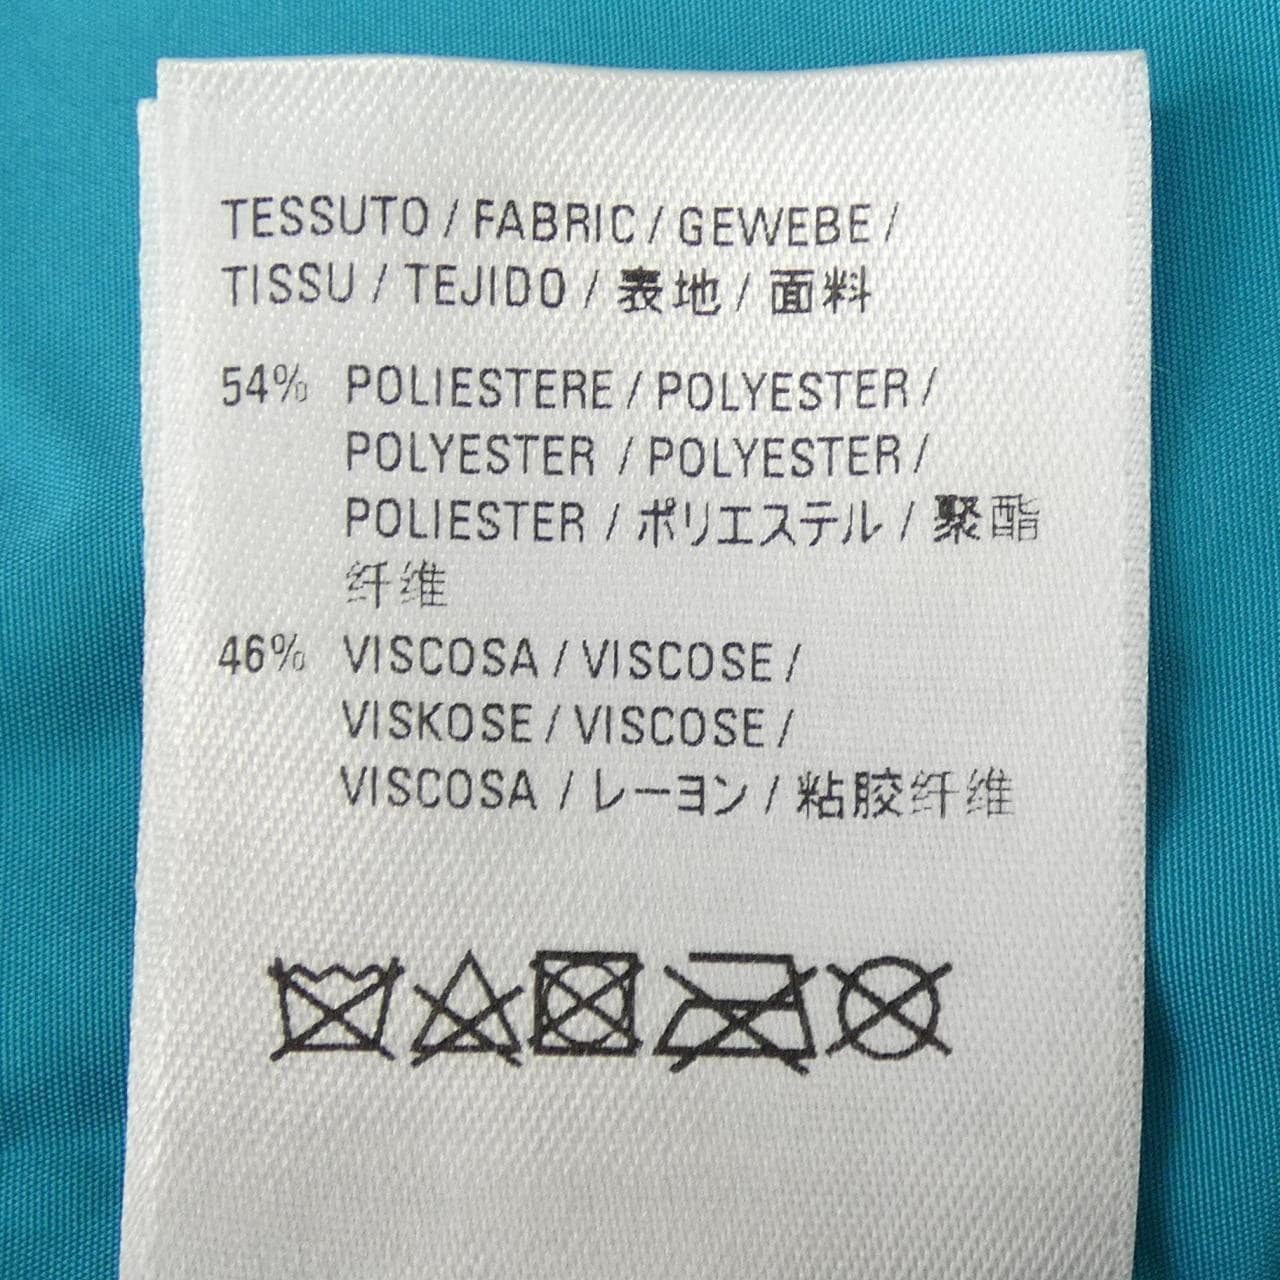 TESSUTO / FABRIC / GEWEBE /
TISSU / TEJIDO / 表地 / 面料
54% POLIESTERE / POLYESTER /
POLYESTER / POLYESTER /
POLIESTER / ポリエステル / 聚酯
纤维
46% VISCOSA / VISCOSE /
VISKOSE / VISCOSE /
VISCOSA / レーヨン / 粘胶纤维